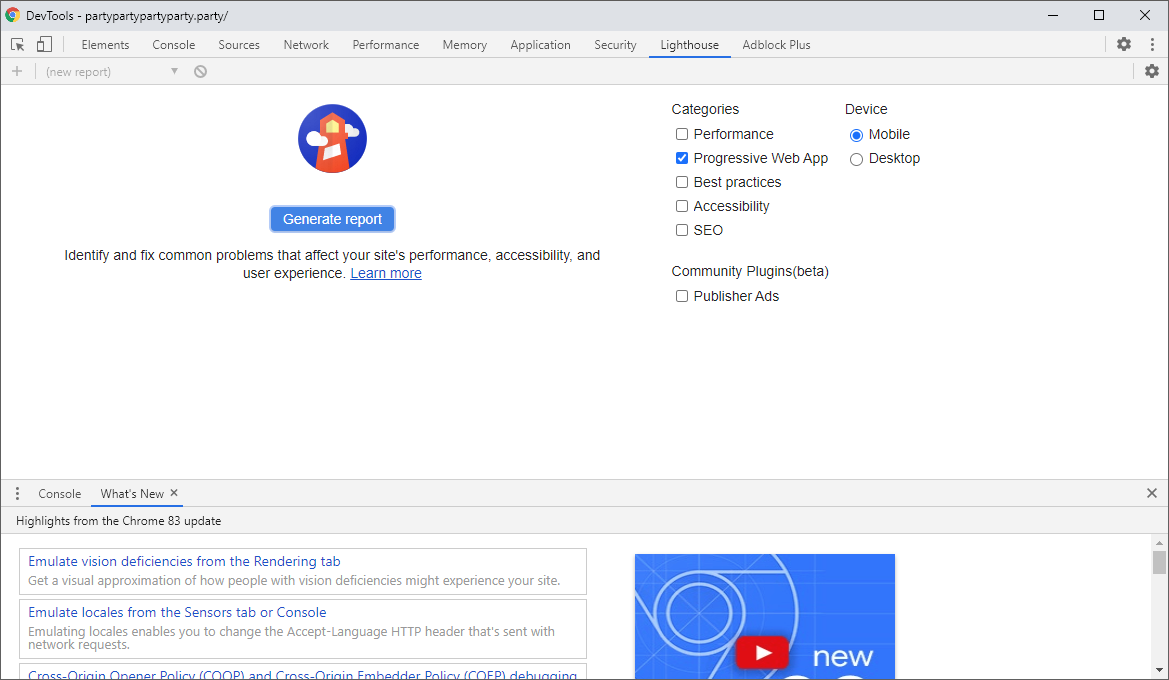 DevTools - partypartypartyparty.party/
Elements Console Sources Network Performance Memory Application Security Lighthouse Adblock Plus
(new report)
Categories
Performance
Progressive Web App
Best practices
Accessibility
SEO
Community Plugins(beta)
Publisher Ads
Device
Mobile
Desktop
Generate report
Identify and fix common problems that affect your site's performance, accessibility, and
user experience. Learn more
Console What's New
Highlights from the Chrome 83 update
Emulate vision deficiencies from the Rendering tab
Get a visual approximation of how people with vision deficiencies might experience your site.
Emulate locales from the Sensors tab or Console
Emulating locales enables you to change the Accept-Language HTTP header that's sent with
network requests.
Cross-Origin Opener Policy (COOP) and Cross-Origin Embedder Policy (COEP) debugging
new